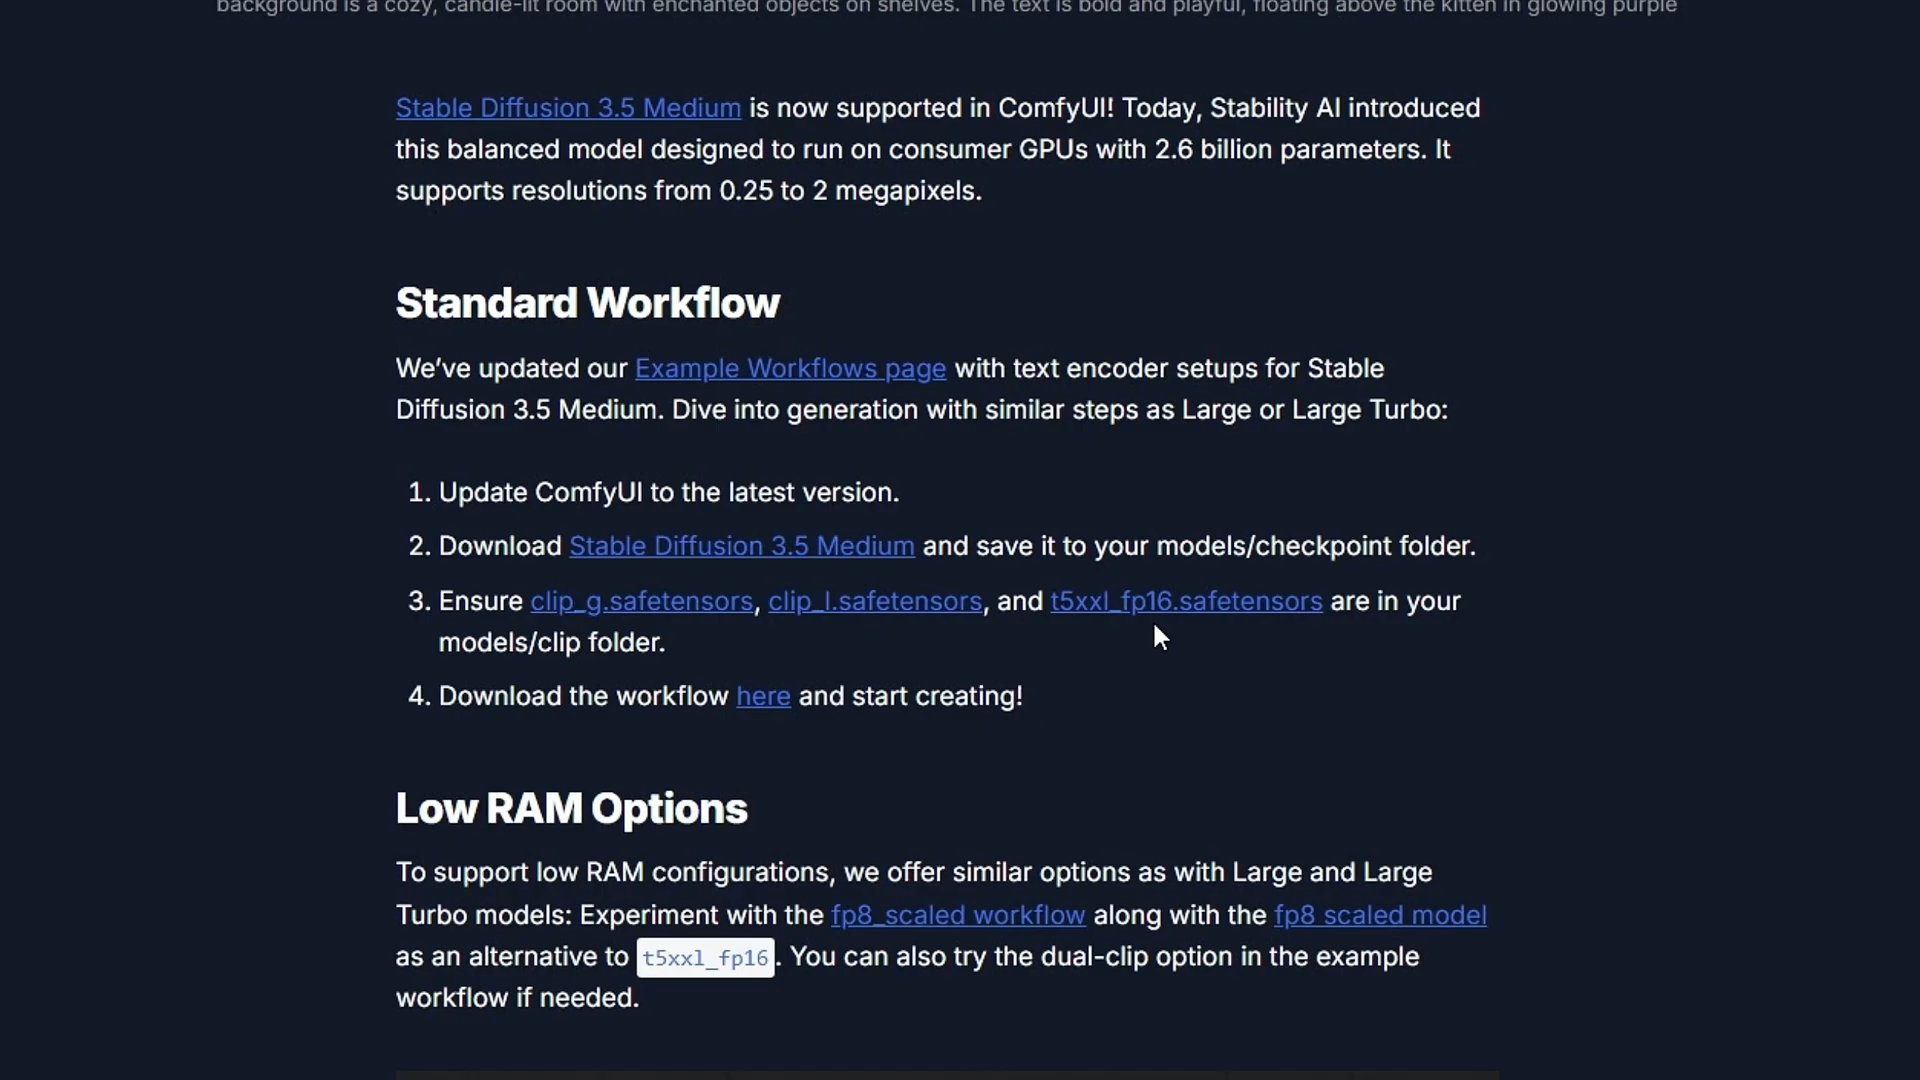 background is a cozy, candle-lit room with enchanted objects on shelves. The text is bold and playful, floating above the kitten in glowing purple
Stable Diffusion 3.5 Medium is now supported in ComfyUI! Today, Stability AI introduced
this balanced model designed to run on consumer GPUs with 2.6 billion parameters. It
supports resolutions from 0.25 to 2 megapixels.
Standard Workflow
We’ve updated our Example Workflows page with text encoder setups for Stable
Diffusion 3.5 Medium. Dive into generation with similar steps as Large or Large Turbo:
1. Update ComfyUI to the latest version.
2. Download Stable Diffusion 3.5 Medium and save it to your models/checkpoint folder.
3. Ensure clip_g.safetensors, clip_l.safetensors, and t5xxl_fp16.safetensors are in your
models/clip folder.
4. Download the workflow here and start creating!
Low RAM Options
To support low RAM configurations, we offer similar options as with Large and Large
Turbo models: Experiment with the fp8_scaled workflow along with the fp8 scaled model
as an alternative to t5xxl_fp16. You can also try the dual-clip option in the example
workflow if needed.